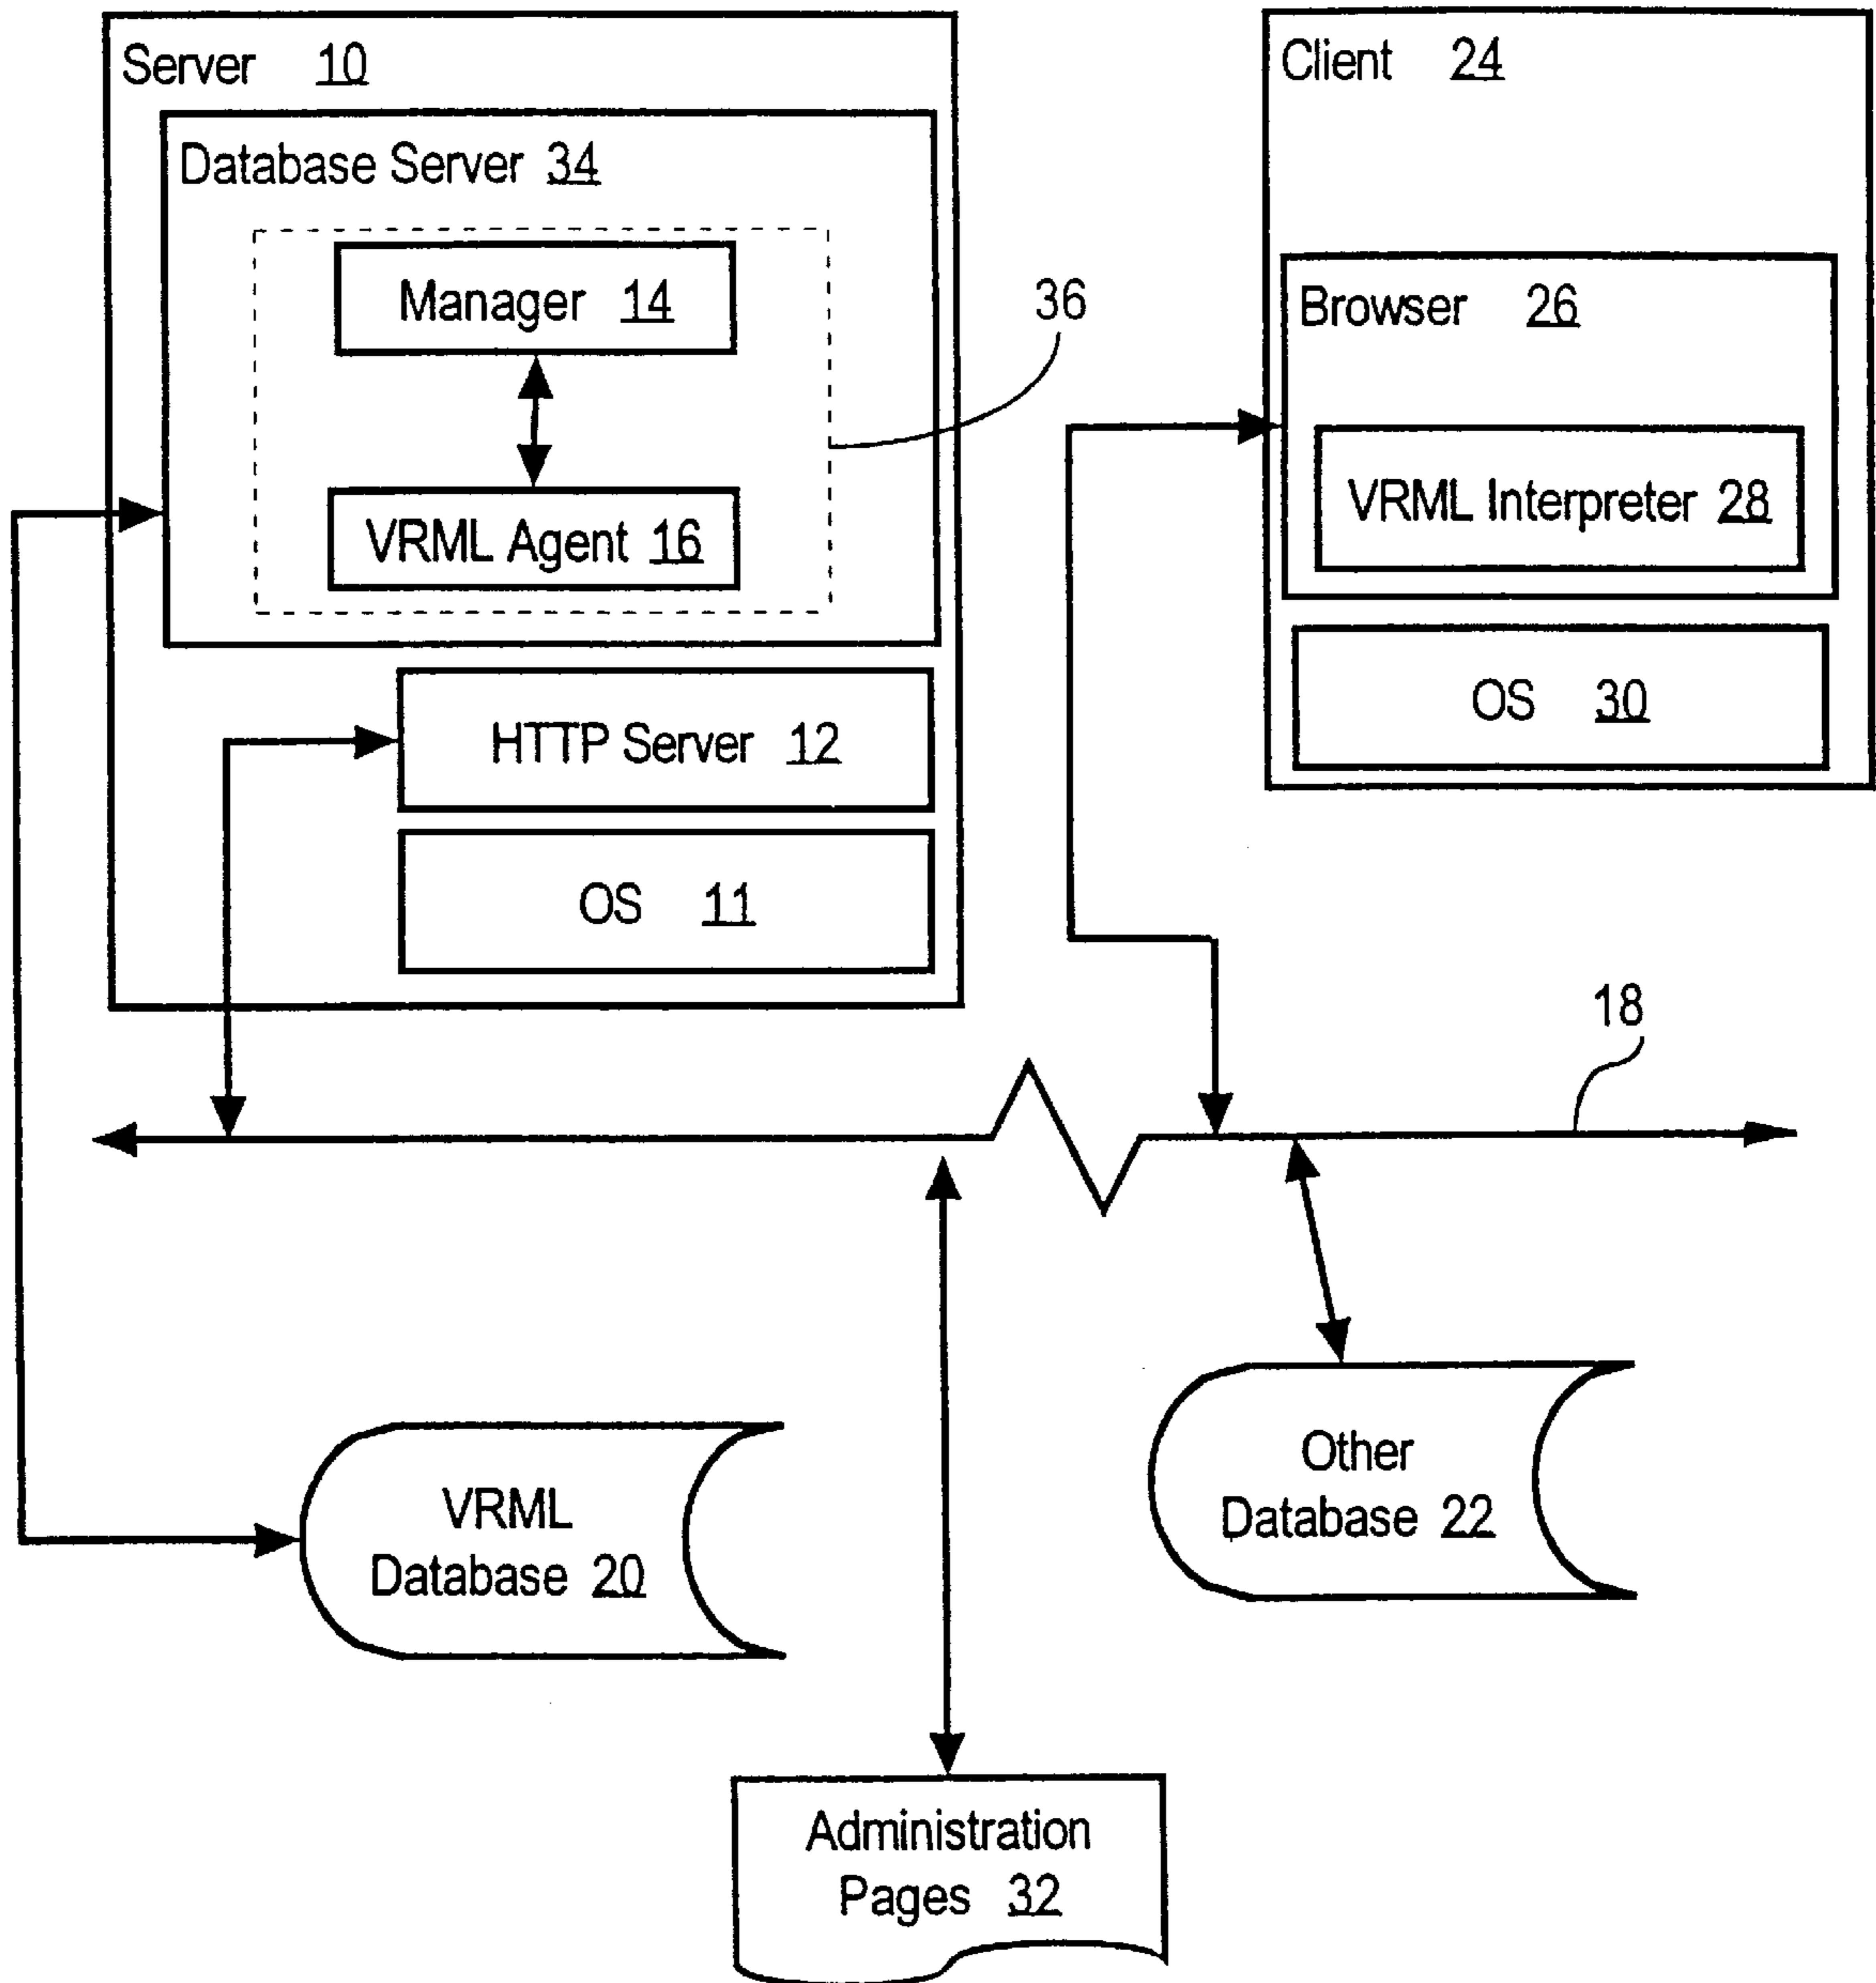 Server 10
Database Server 34
Manager 14
VRML Agent 16
HTTP Server 12
OS 11
36
Client 24
Browser 26
VRML Interpreter 28
OS 30
18
VRML
Database 20
Other
Database 22
Administration
Pages 32